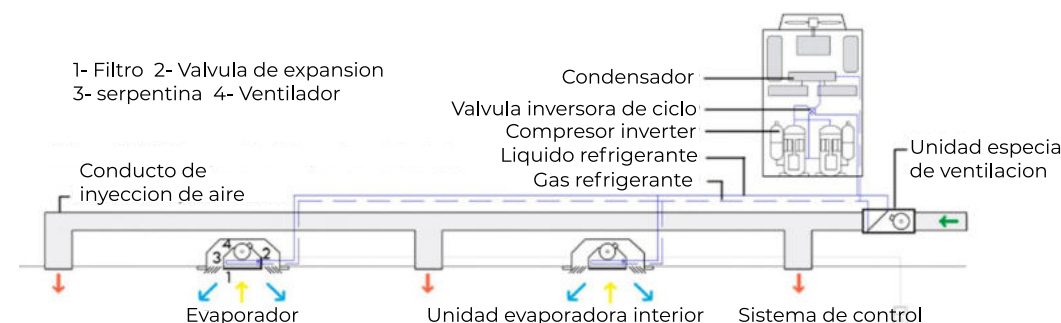 1- Filtro 2- Valvula de expansion
3- serpentina 4- Ventilador
Condensador
Valvula inversora de ciclo
Compresor inverter
Liquido refrigerante
Gas refrigerante
Unidad especia
de ventilacion
Conducto de
inyeccion de aire
4
3 2
1
Evaporador
Unidad evaporadora interior
Sistema de control